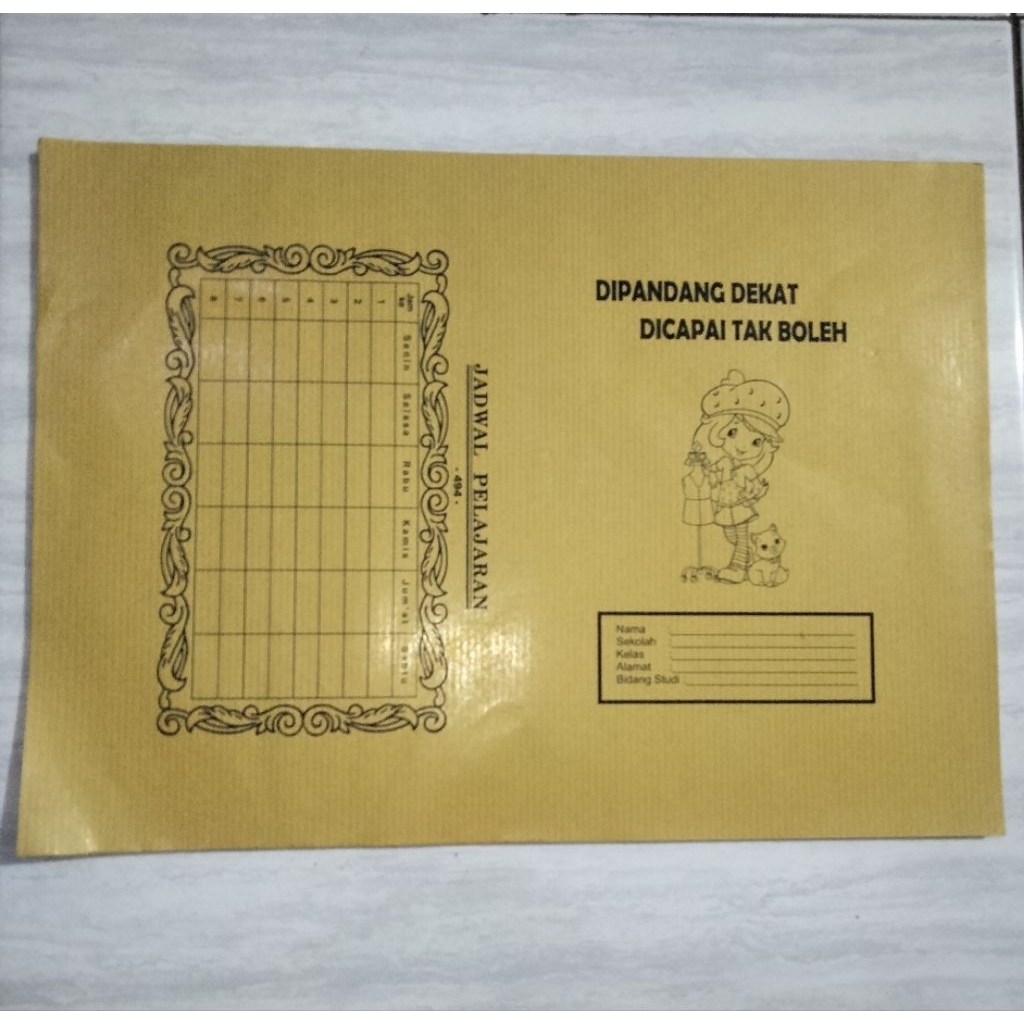 DIPANDANG DEKAT
DICAPAI TAK BOLEH
Nama
Sekolah
Kelas
Alamat
Bidang Studi
JADWAL PELAJARAN
- 494 -
Jam ke Senin Selasa Rabu Kamis Jum'at Sabtu
1
2
3
4
5
6
7
8